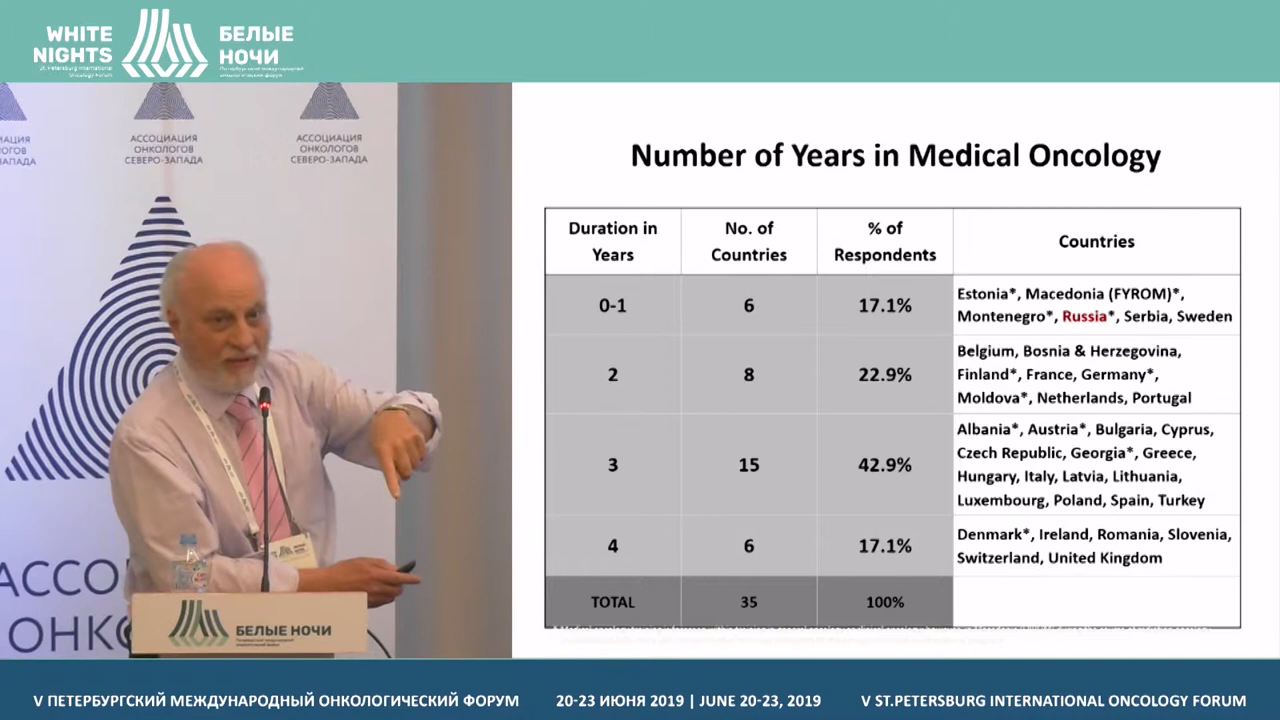 WHITE
NIGHTS
St. Petersburg International
Oncology Forum
БЕЛЫЕ
НОЧИ
Петербургский международный
онкологический форум
АССОЦИАЦИЯ
ОНКОЛОГОВ
СЕВЕРО-ЗАПАДА
АССОЦИАЦИЯ
ОНКОЛОГОВ
СЕВЕРО-ЗАПАДА
БЕЛЫЕ НОЧИ
Number of Years in Medical Oncology
Duration in
Years
No. of
Countries
% of
Respondents
Countries
0-1
6
17.1%
Estonia*, Macedonia (FYROM)*,
Montenegro*, Russia*, Serbia, Sweden
2
8
22.9%
Belgium, Bosnia & Herzegovina,
Finland*, France, Germany*,
Moldova*, Netherlands, Portugal
3
15
42.9%
Albania*, Austria*, Bulgaria, Cyprus,
Czech Republic, Georgia*, Greece,
Hungary, Italy, Latvia, Lithuania,
Luxembourg, Poland, Spain, Turkey
4
6
17.1%
Denmark*, Ireland, Romania, Slovenia,
Switzerland, United Kingdom
TOTAL
35
100%
V ПЕТЕРБУРГСКИЙ МЕЖДУНАРОДНЫЙ ОНКОЛОГИЧЕСКИЙ ФОРУМ
20-23 ИЮНЯ 2019 | JUNE 20-23, 2019
V ST.PETERSBURG INTERNATIONAL ONCOLOGY FORUM